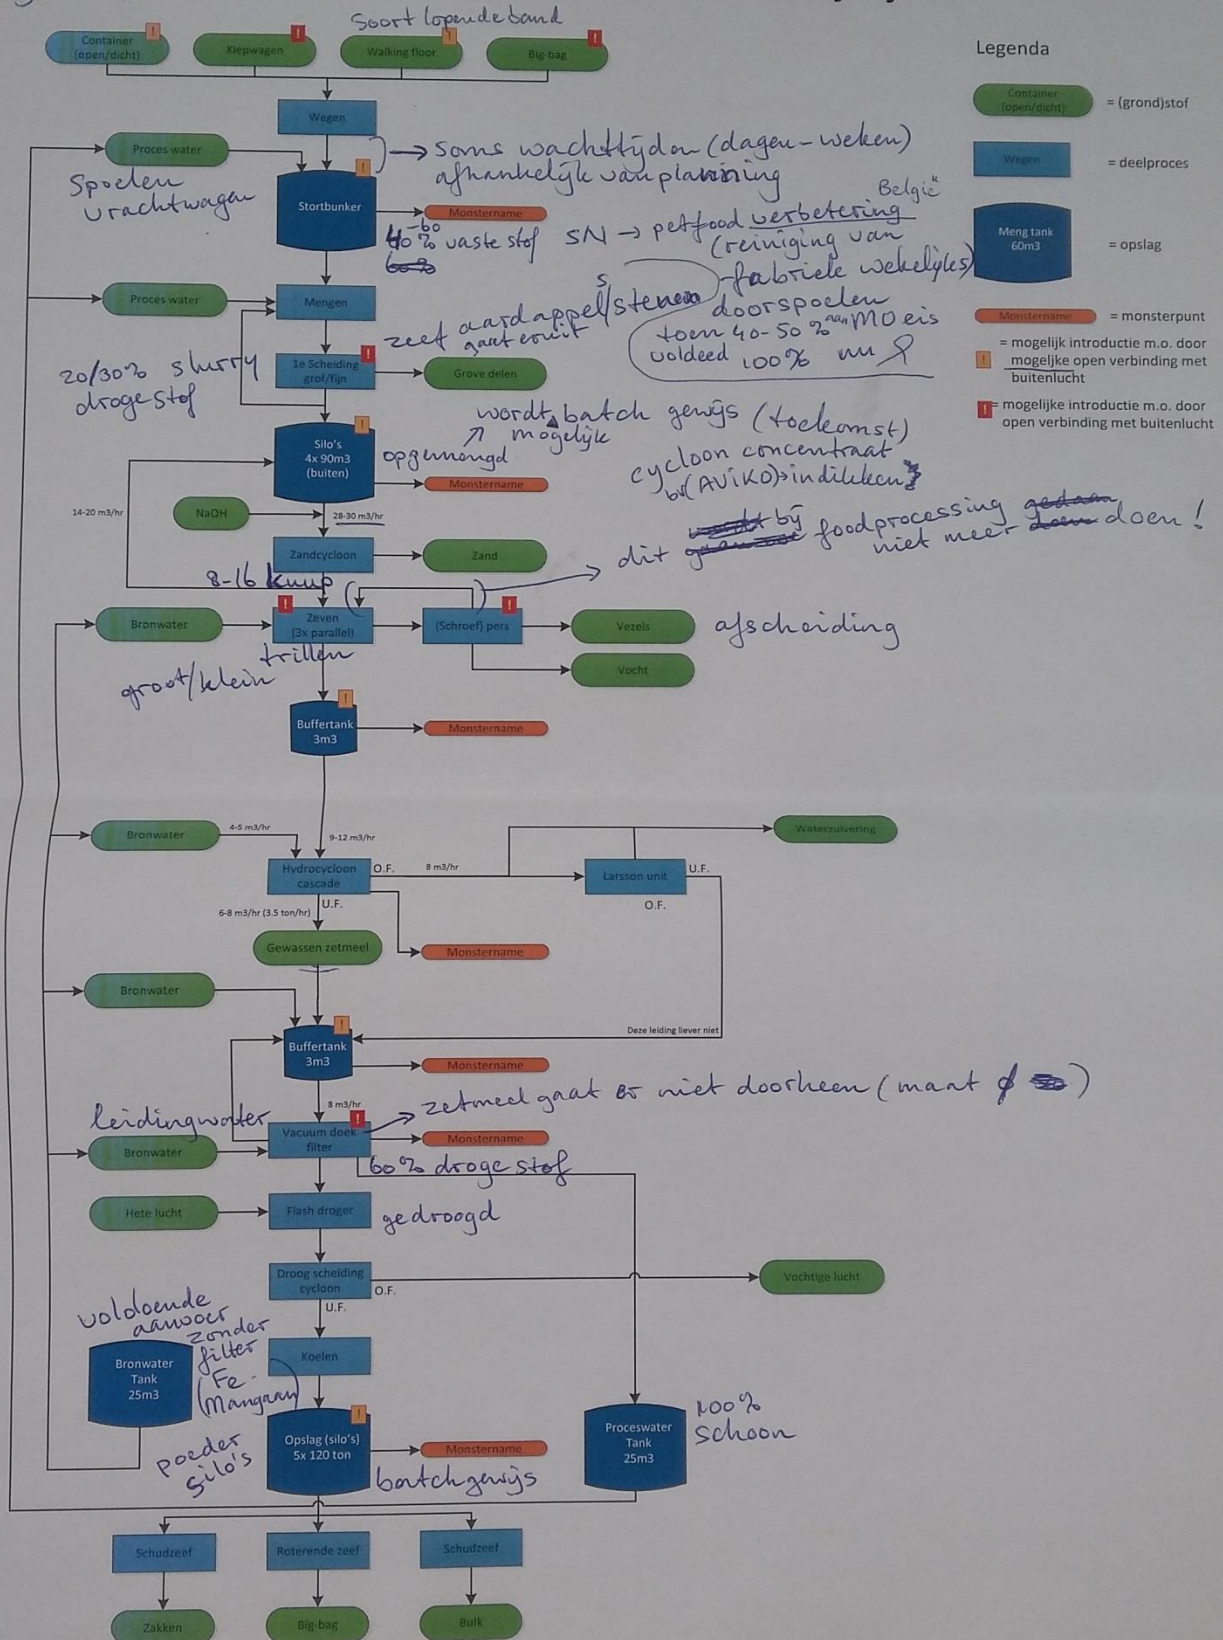 Soort lopende band
Container
(open/dicht)
Kiepwagen
Walking floor
Big-bag
Legenda
Container
(open/dicht)
= (grond)stof
Wegen
Wegen
= deelproces
Proces water
→ Soms wachttijden (dagen-weken)
afhankelijk van planning
Spoelen
vrachtwagen
Stortbunker
Monstername
België
Meng tank
60m3
= opslag
40-60
% vaste stof
60%
SN → petfood verbetering
(reiniging van
fabriek wekelijks)
doorspoelen
toen 40-50% aan MO eis
voldeed 100% nu
Proces water
Mengen
Monstername
= monsterpunt
zeef aardappels/stenen
gaat eruit
= mogelijk introductie m.o. door
mogelijke open verbinding met
buitenlucht
1e Scheiding
grof/fijn
Grove delen
20/30% slurry
droge stof
= mogelijke introductie m.o. door
open verbinding met buitenlucht
Silo's
4x 90m3
(buiten)
opgemengd
wordt batch gewijs (toekomst)
mogelijk
cycloon concentraat
bv (AVIKO) > indikken
Monstername
14-20 m3/hr
NaOH
28-30 m3/hr
Zandcycloon
Zand
dit
bij foodprocessing
niet meer doen!
8-16 kuup
Bronwater
Zeven
(3x parallel)
(Schroef) pers
Vezels
afscheiding
trillen
groot/klein
Vocht
Buffertank
3m3
Monstername
Bronwater
4-5 m3/hr
9-12 m3/hr
Waterzuivering
Hydrocycloon
cascade
O.F.
8 m3/hr
Larsson unit
U.F.
O.F.
6-8 m3/hr (3.5 ton/hr)
U.F.
Gewassen zetmeel
Monstername
Bronwater
Deze leiding liever niet
Buffertank
3m3
Monstername
8 m3/hr
→ zetmeel gaat er niet doorheen (maat ϕ )
leidingwater
Bronwater
Vacuum doek
filter
Monstername
60% droge stof
Hete lucht
Flash droger
gedroogd
Droog scheiding
cycloon
O.F.
Vochtige lucht
U.F.
voldoende
aanvoer
zonder
filter
(Fe-
Mangaan)
Koelen
Bronwater
Tank
25m3
Opslag (silo's)
5x 120 ton
Monstername
Proceswater
Tank
25m3
100%
schoon
poeder
silo's
batchgewijs
Schudzeef
Roterende zeef
Schudzeef
Zakken
Big-bag
Bulk